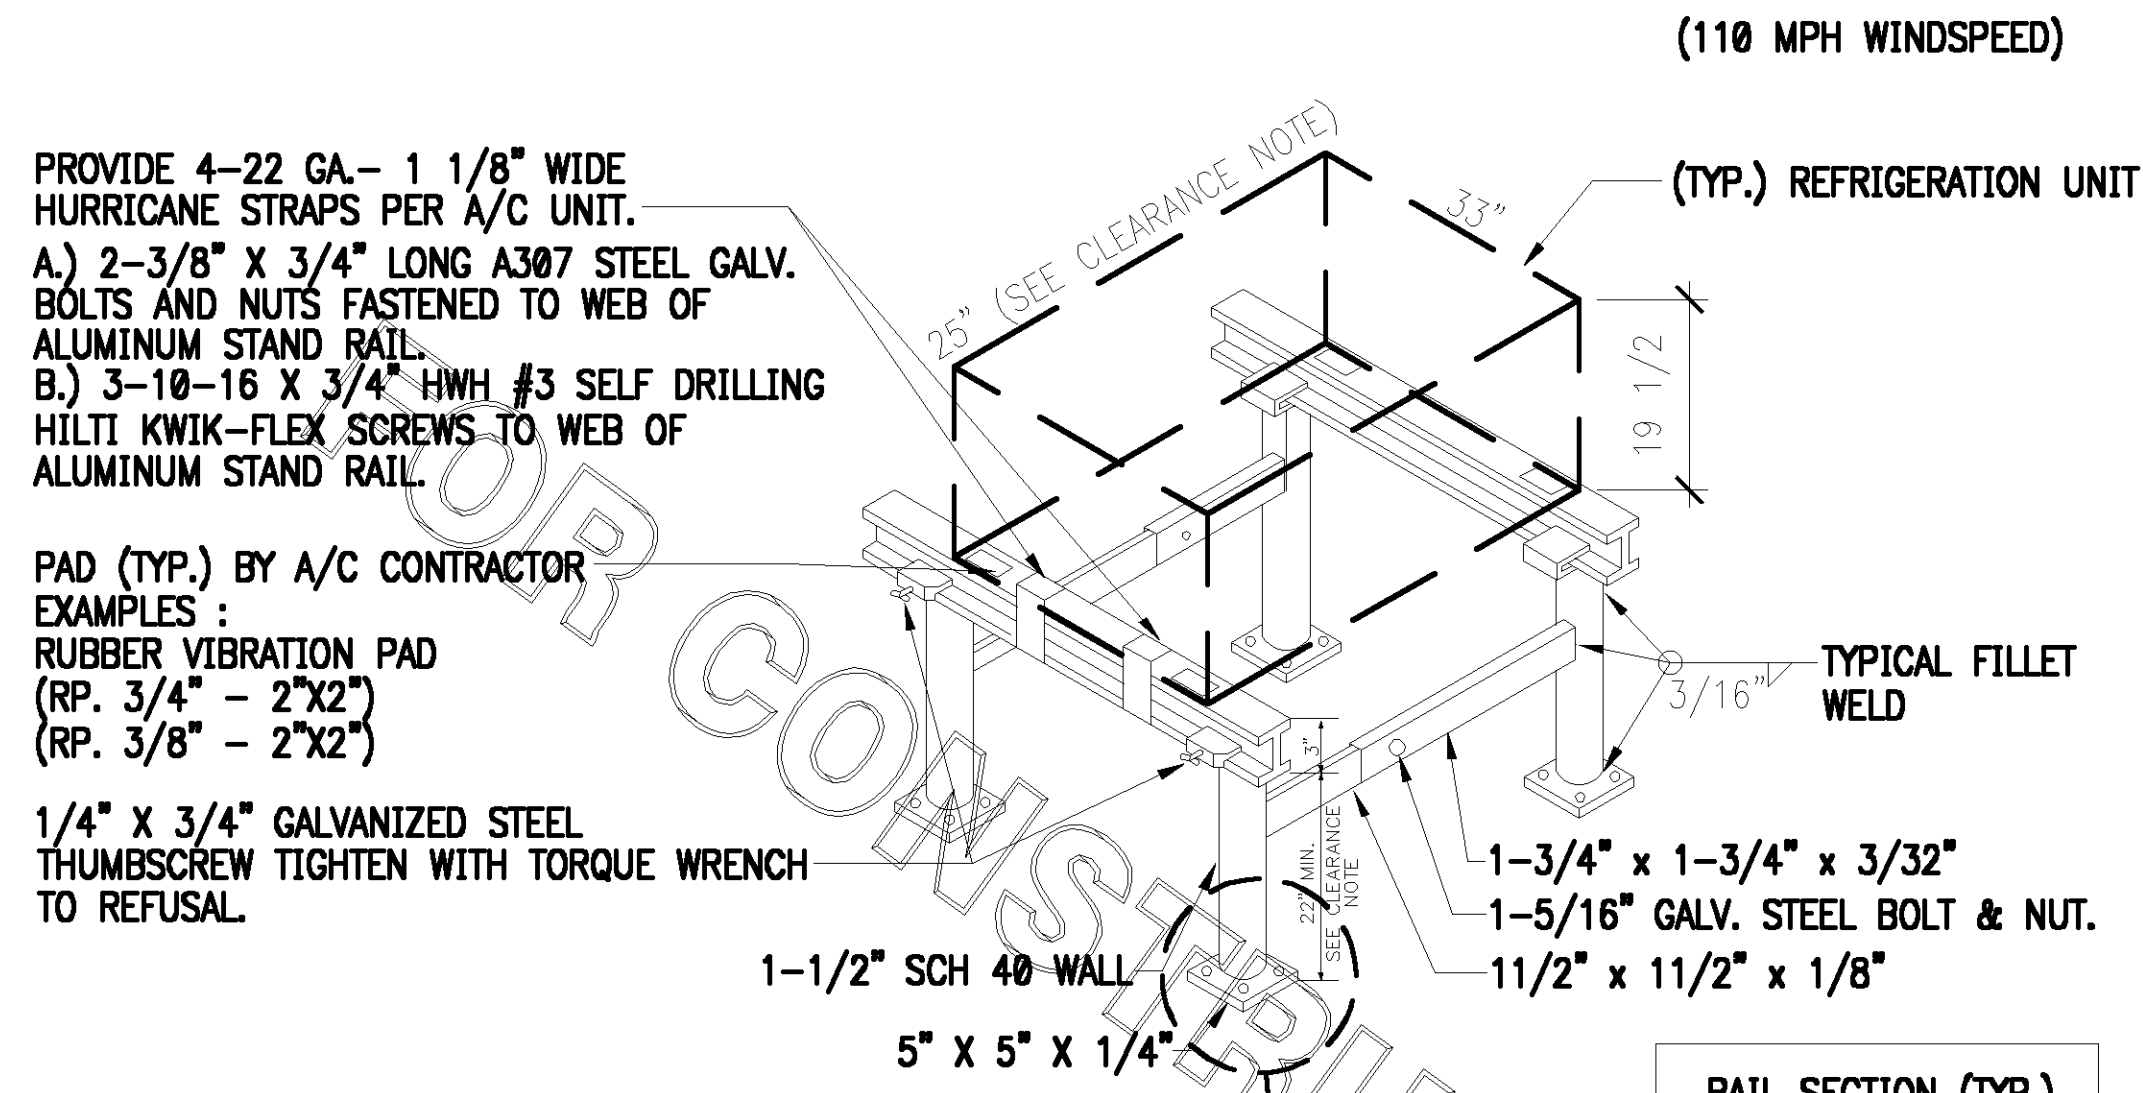 (110 MPH WINDSPEED)
PROVIDE 4-22 GA.- 1 1/8" WIDE
HURRICANE STRAPS PER A/C UNIT.
A.) 2-3/8" X 3/4" LONG A307 STEEL GALV.
BOLTS AND NUTS FASTENED TO WEB OF
ALUMINUM STAND RAIL.
B.) 3-10-16 X 3/4" HWH #3 SELF DRILLING
HILTI KWIK-FLEX SCREWS TO WEB OF
ALUMINUM STAND RAIL.
PAD (TYP.) BY A/C CONTRACTOR
EXAMPLES :
RUBBER VIBRATION PAD
(RP. 3/4" - 2"X2")
(RP. 3/8" - 2"X2")
1/4" X 3/4" GALVANIZED STEEL
THUMBSCREW TIGHTEN WITH TORQUE WRENCH
TO REFUSAL.
25" (SEE CLEARANCE NOTE)
33"
(TYP.) REFRIGERATION UNIT
19 1/2
TYPICAL FILLET
WELD
3/16"
3"
22" MIN.
SEE CLEARANCE
NOTE
1-3/4" x 1-3/4" x 3/32"
1-5/16" GALV. STEEL BOLT & NUT.
11/2" x 11/2" x 1/8"
1-1/2" SCH 40 WALL
5" X 5" X 1/4"
RAIL SECTION (TYP.)
FOR CONSTR